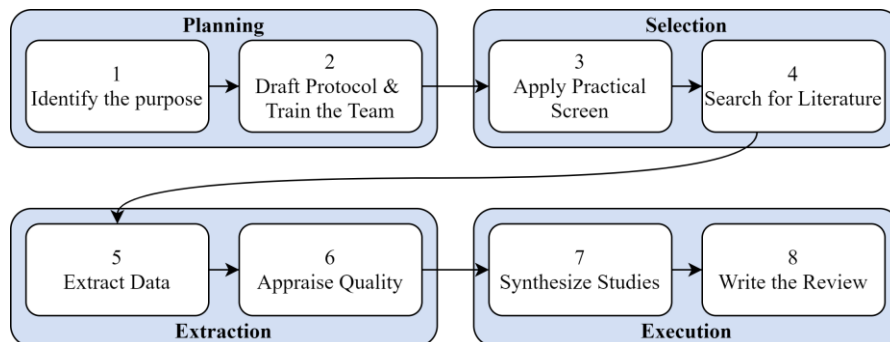 Planning
1
Identify the purpose
2
Draft Protocol &
Train the Team
Selection
3
Apply Practical
Screen
4
Search for Literature
5
Extract Data
6
Appraise Quality
Extraction
7
Synthesize Studies
8
Write the Review
Execution